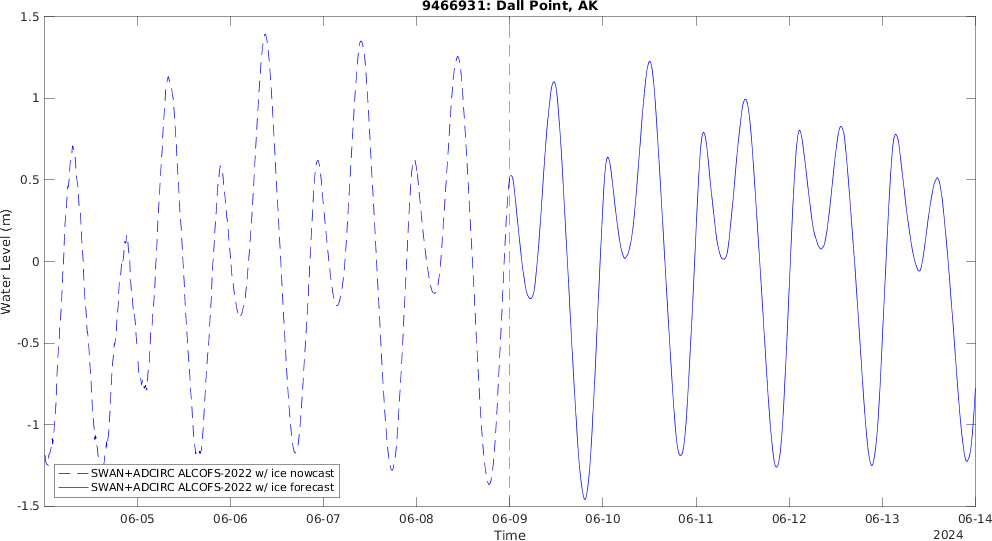 9466931: Dall Point, AK
1.5
1
0.5
0
-0.5
-1
-1.5
Water Level (m)
SWAN+ADCIRC ALCOFS-2022 w/ ice nowcast
SWAN+ADCIRC ALCOFS-2022 w/ ice forecast
06-05 06-06 06-07 06-08 06-09 06-10 06-11 06-12 06-13 06-14
Time
2024